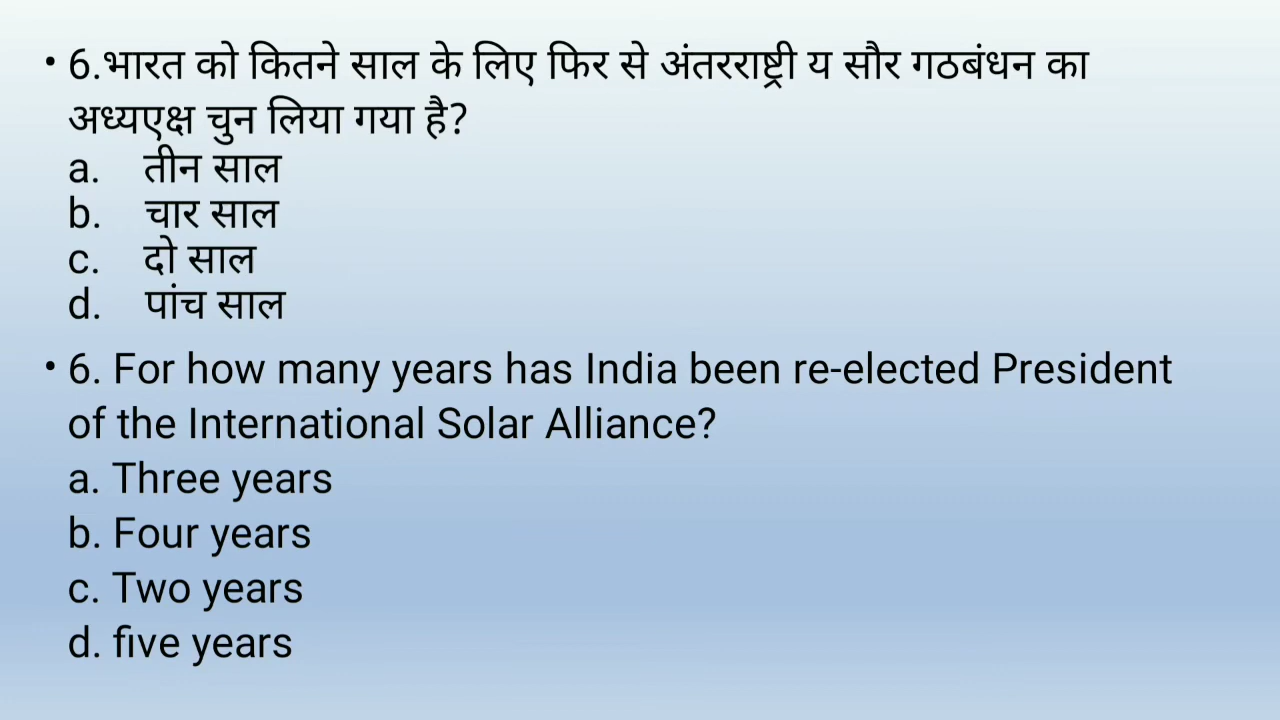 • 6.भारत को कितने साल के लिए फिर से अंतरराष्ट्री य सौर गठबंधन का
अध्यएक्ष चुन लिया गया है?
a. तीन साल
b. चार साल
c. दो साल
d. पांच साल
• 6. For how many years has India been re-elected President
of the International Solar Alliance?
a. Three years
b. Four years
c. Two years
d. five years